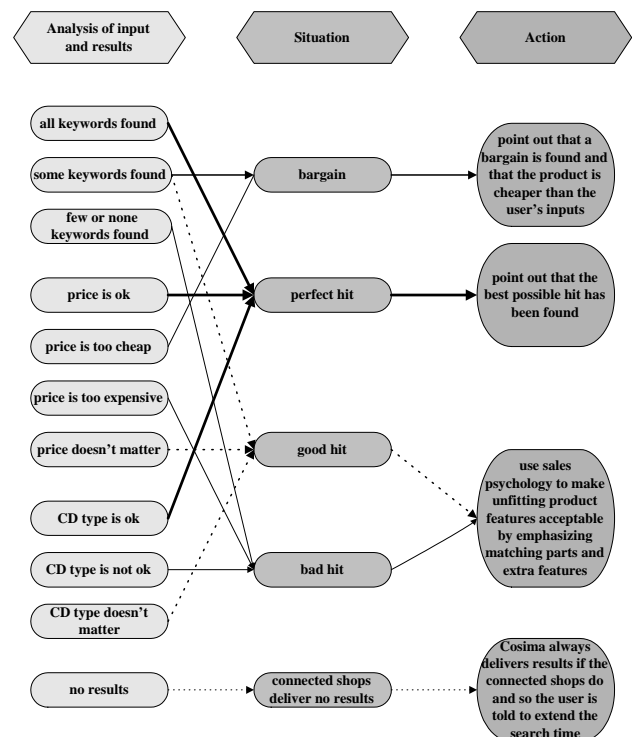 Analysis of input
and results
Situation
Action
all keywords found
some keywords found
few or none
keywords found
price is ok
price is too cheap
price is too expensive
price doesn't matter
CD type is ok
CD type is not ok
CD type doesn't
matter
no results
bargain
perfect hit
good hit
bad hit
connected shops
deliver no results
point out that a
bargain is found and
that the product is
cheaper than the
user's inputs
point out that the
best possible hit has
been found
use sales
psychology to make
unfitting product
features acceptable
by emphasizing
matching parts and
extra features
Cosima always
delivers results if the
connected shops do
and so the user is
told to extend the
search time